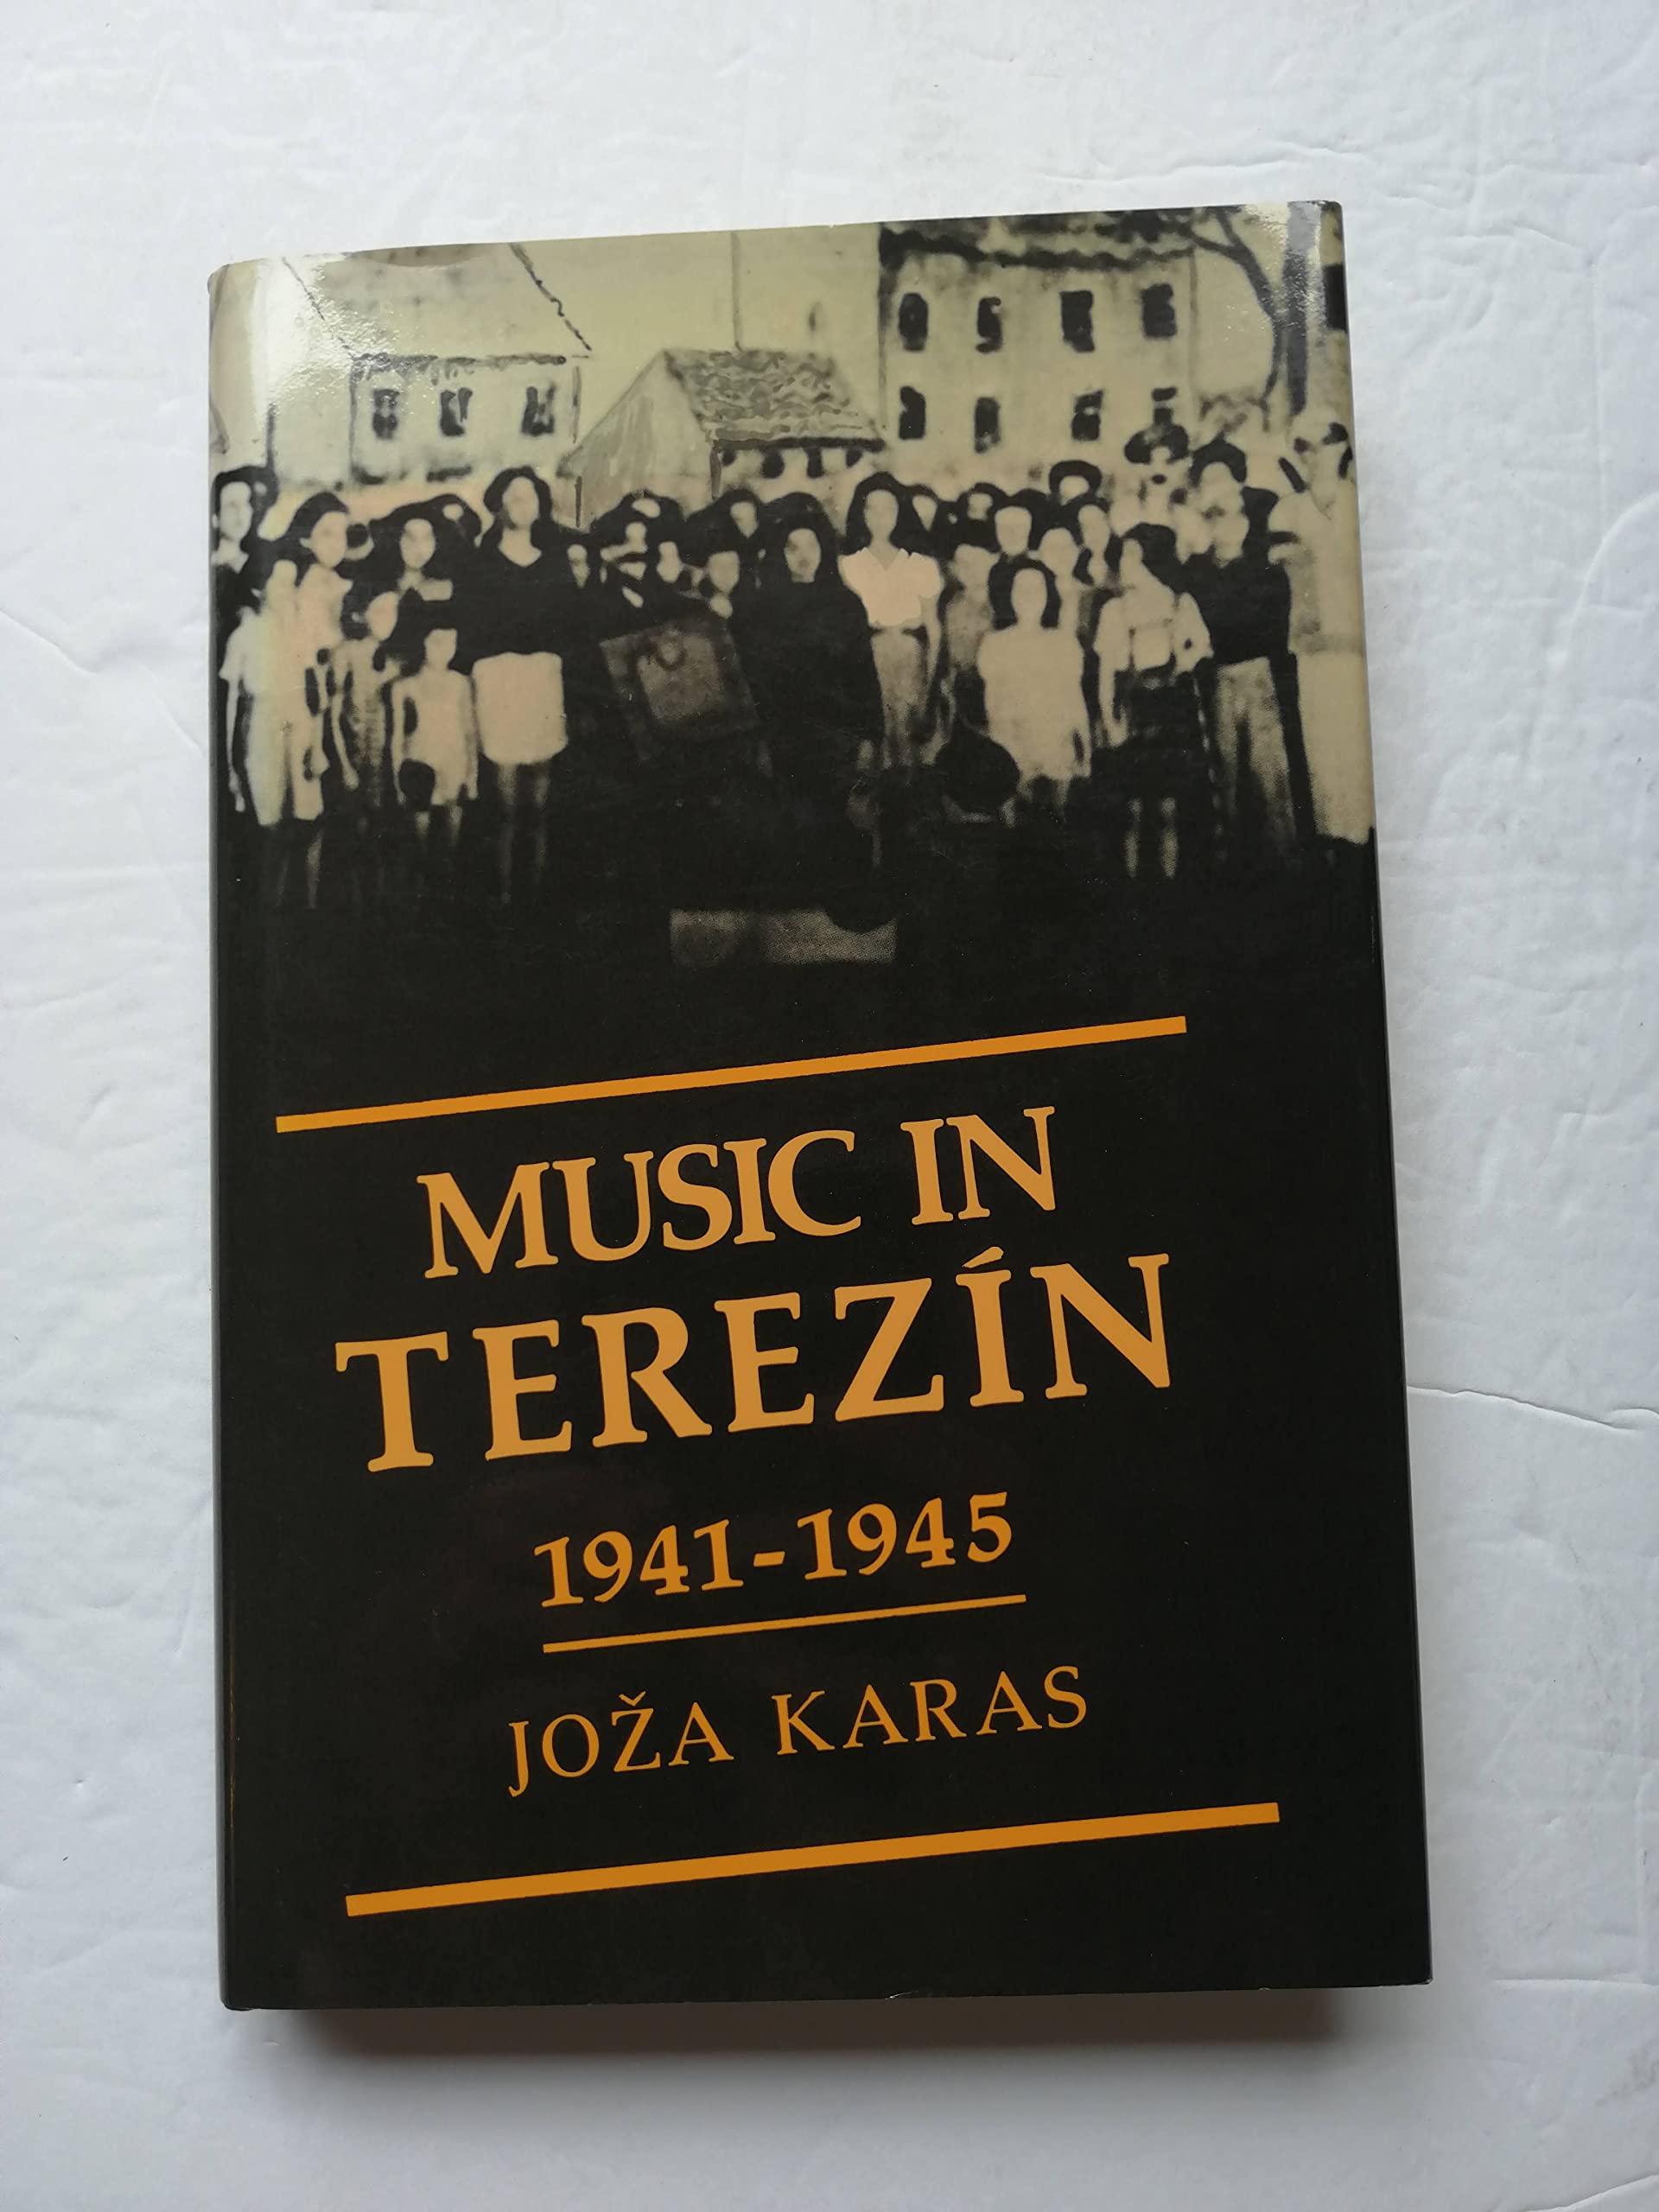 MUSIC IN
TEREZÍN
1941-1945
JOŽA KARAS